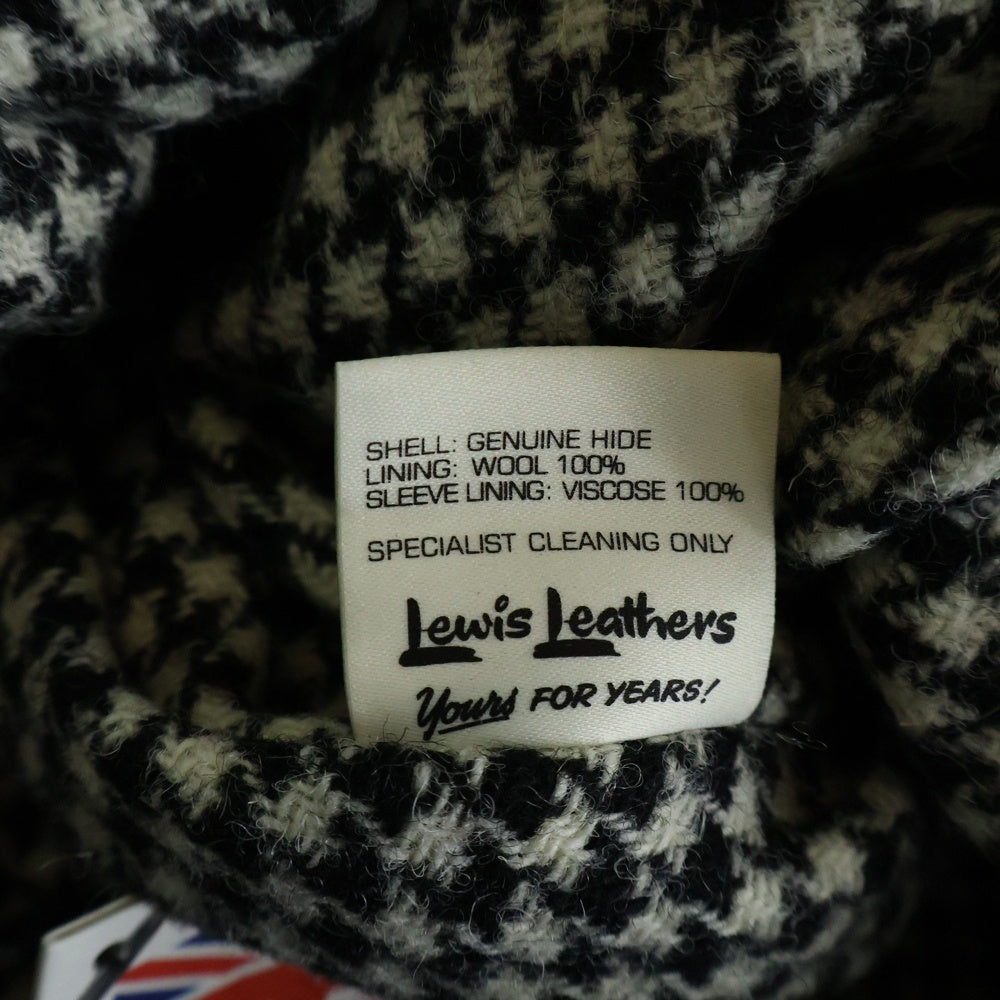 SHELL: GENUINE HIDE
LINING: WOOL 100%
SLEEVE LINING: VISCOSE 100%
SPECIALIST CLEANING ONLY
Lewis Leathers
Yours FOR YEARS!